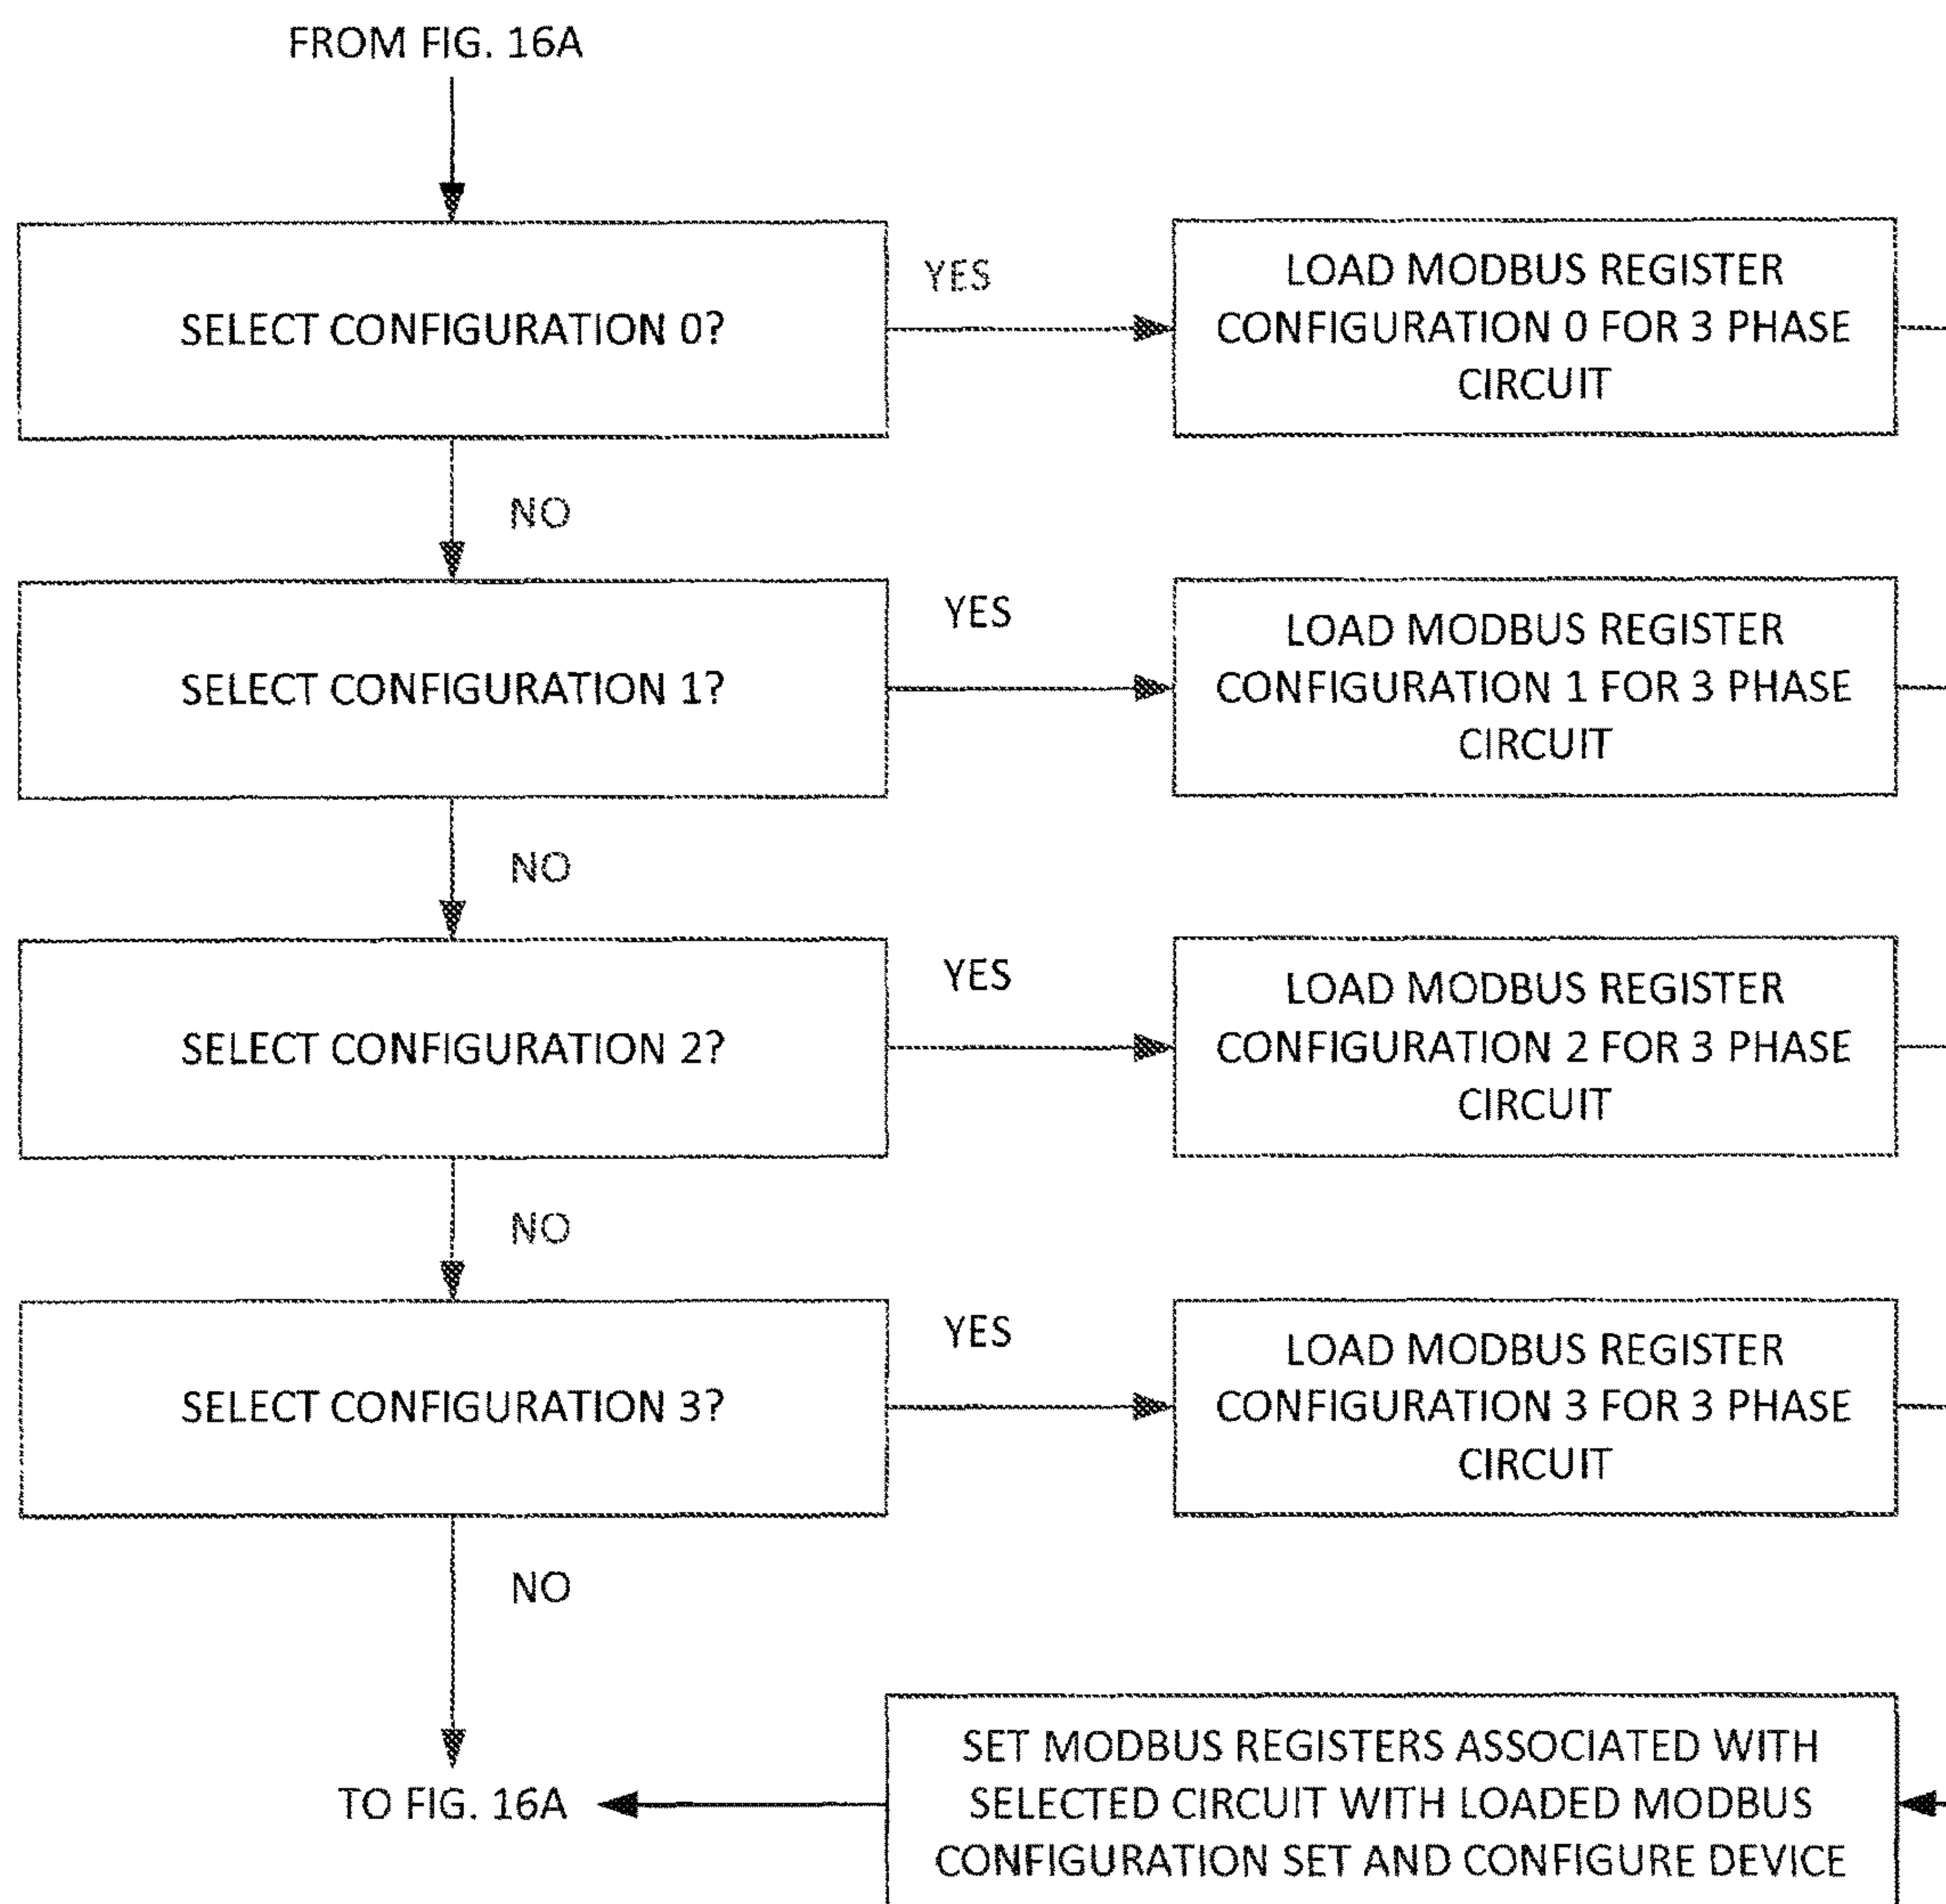 FROM FIG. 16A
SELECT CONFIGURATION 0?
YES
LOAD MODBUS REGISTER
CONFIGURATION 0 FOR 3 PHASE
CIRCUIT
NO
SELECT CONFIGURATION 1?
YES
LOAD MODBUS REGISTER
CONFIGURATION 1 FOR 3 PHASE
CIRCUIT
NO
SELECT CONFIGURATION 2?
YES
LOAD MODBUS REGISTER
CONFIGURATION 2 FOR 3 PHASE
CIRCUIT
NO
SELECT CONFIGURATION 3?
YES
LOAD MODBUS REGISTER
CONFIGURATION 3 FOR 3 PHASE
CIRCUIT
NO
TO FIG. 16A
SET MODBUS REGISTERS ASSOCIATED WITH
SELECTED CIRCUIT WITH LOADED MODBUS
CONFIGURATION SET AND CONFIGURE DEVICE